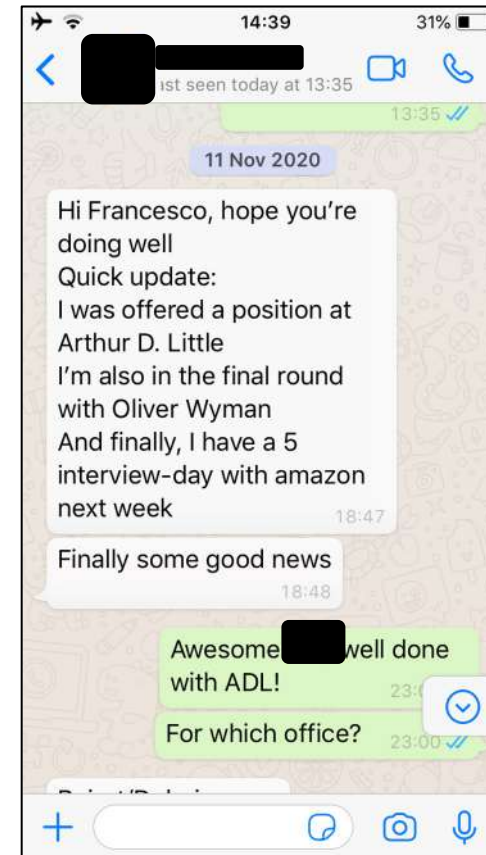 14:39
31%
last seen today at 13:35
13:35
11 Nov 2020
Hi Francesco, hope you're
doing well
Quick update:
I was offered a position at
Arthur D. Little
I'm also in the final round
with Oliver Wyman
And finally, I have a 5
interview-day with amazon
next week
18:47
Finally some good news
18:48
Awesome well done
with ADL!
For which office?
23:00